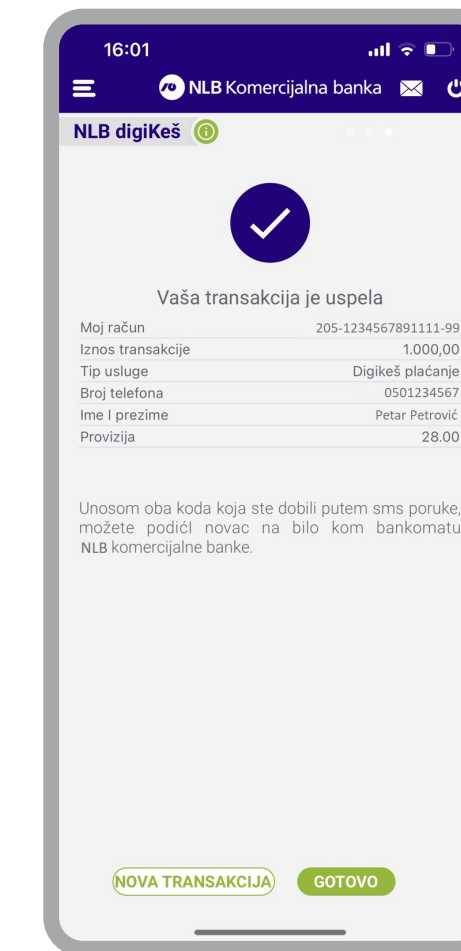 16:01
NLB Komercijalna banka
NLB digiKeš
Vaša transakcija je uspela
Moj račun 205-1234567891111-99
Iznos transakcije 1.000,00
Tip usluge Digikeš plaćanje
Broj telefona 0501234567
Ime I prezime Petar Petrović
Provizija 28.00
Unosom oba koda koja ste dobili putem sms poruke,
možete podićI novac na bilo kom bankomatu
NLB komercijalne banke.
NOVA TRANSAKCIJA GOTOVO